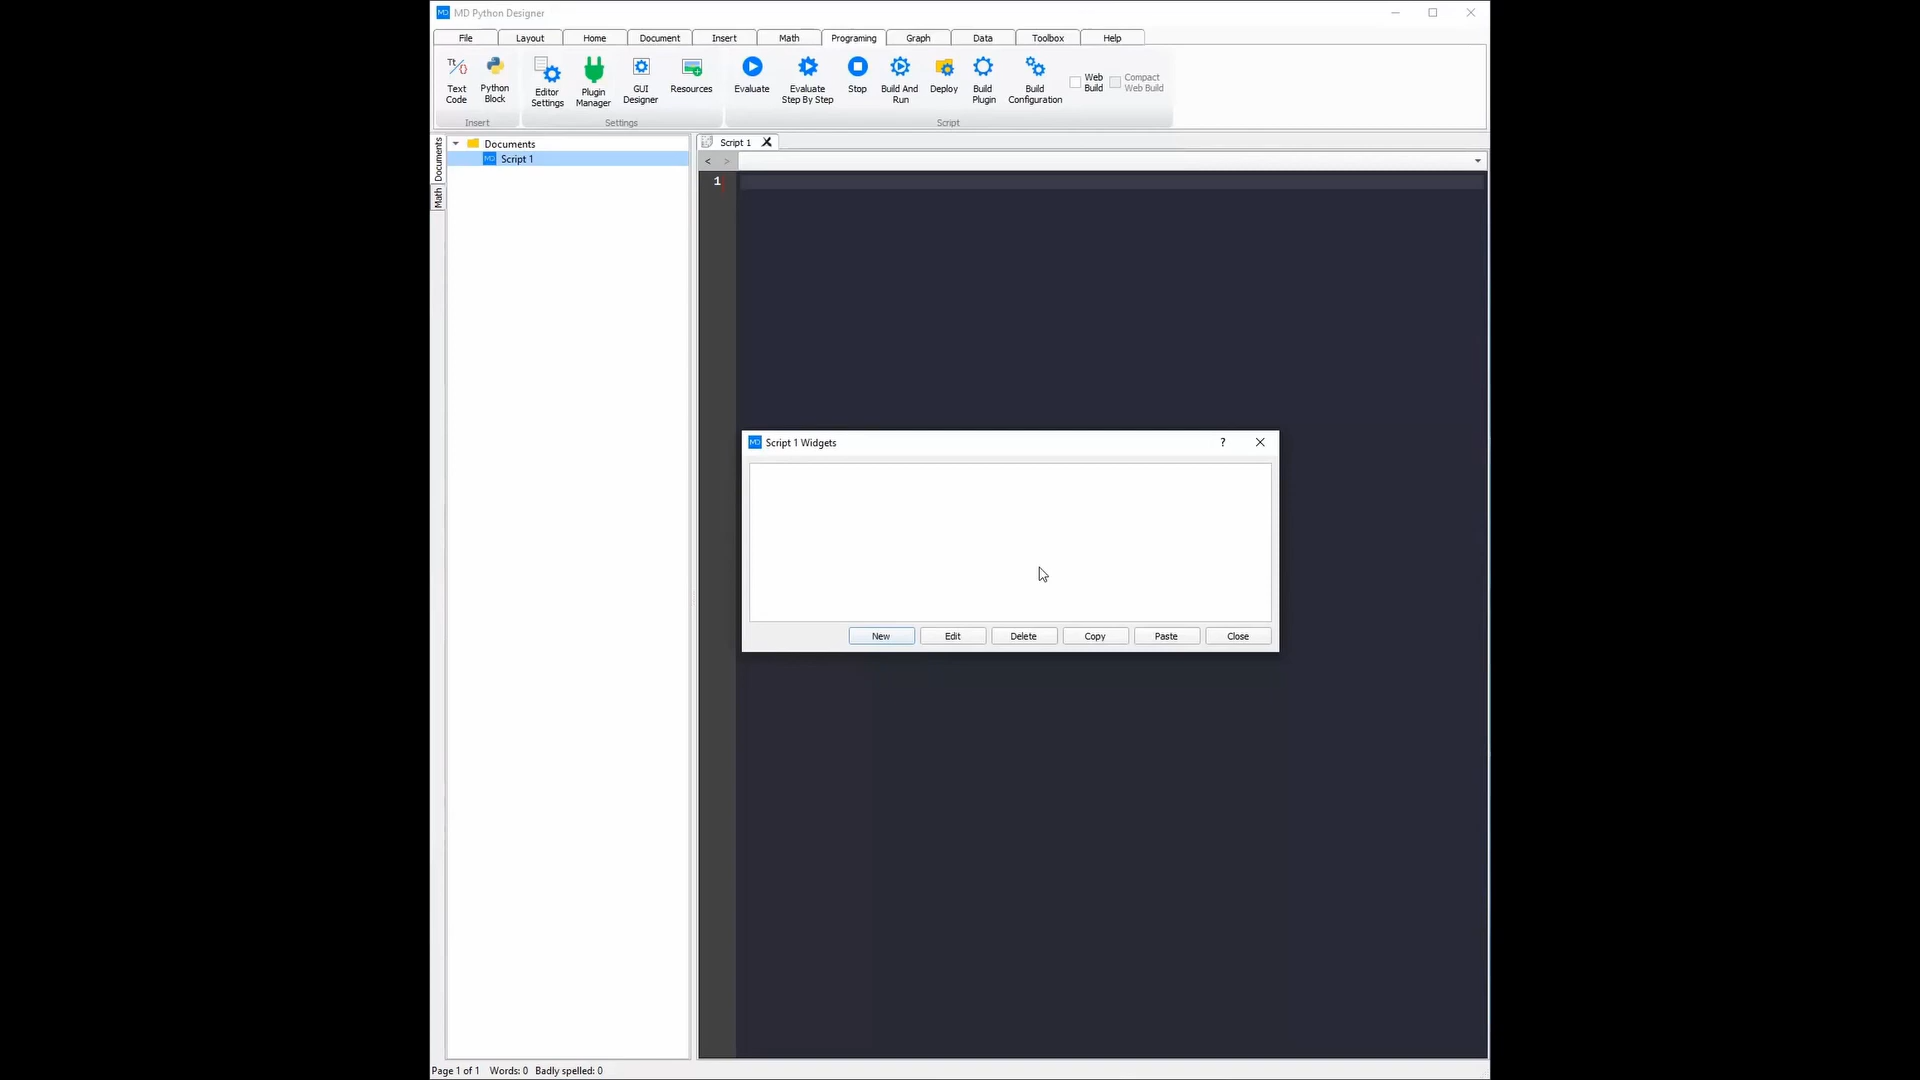 MD Python Designer
File Layout Home Document Insert Math Programing Graph Data Toolbox Help
Text Code
Python Block
Editor Settings
Plugin Manager
GUI Designer
Resources
Evaluate
Evaluate Step By Step
Stop
Build And Run
Deploy
Build Plugin
Build Configuration
Web Build
Compact Web Build
Insert Settings Script
Documents
Math
Documents
Script 1
Script 1
< >
1
Script 1 Widgets
?
New Edit Delete Copy Paste Close
Page 1 of 1 Words: 0 Badly spelled: 0